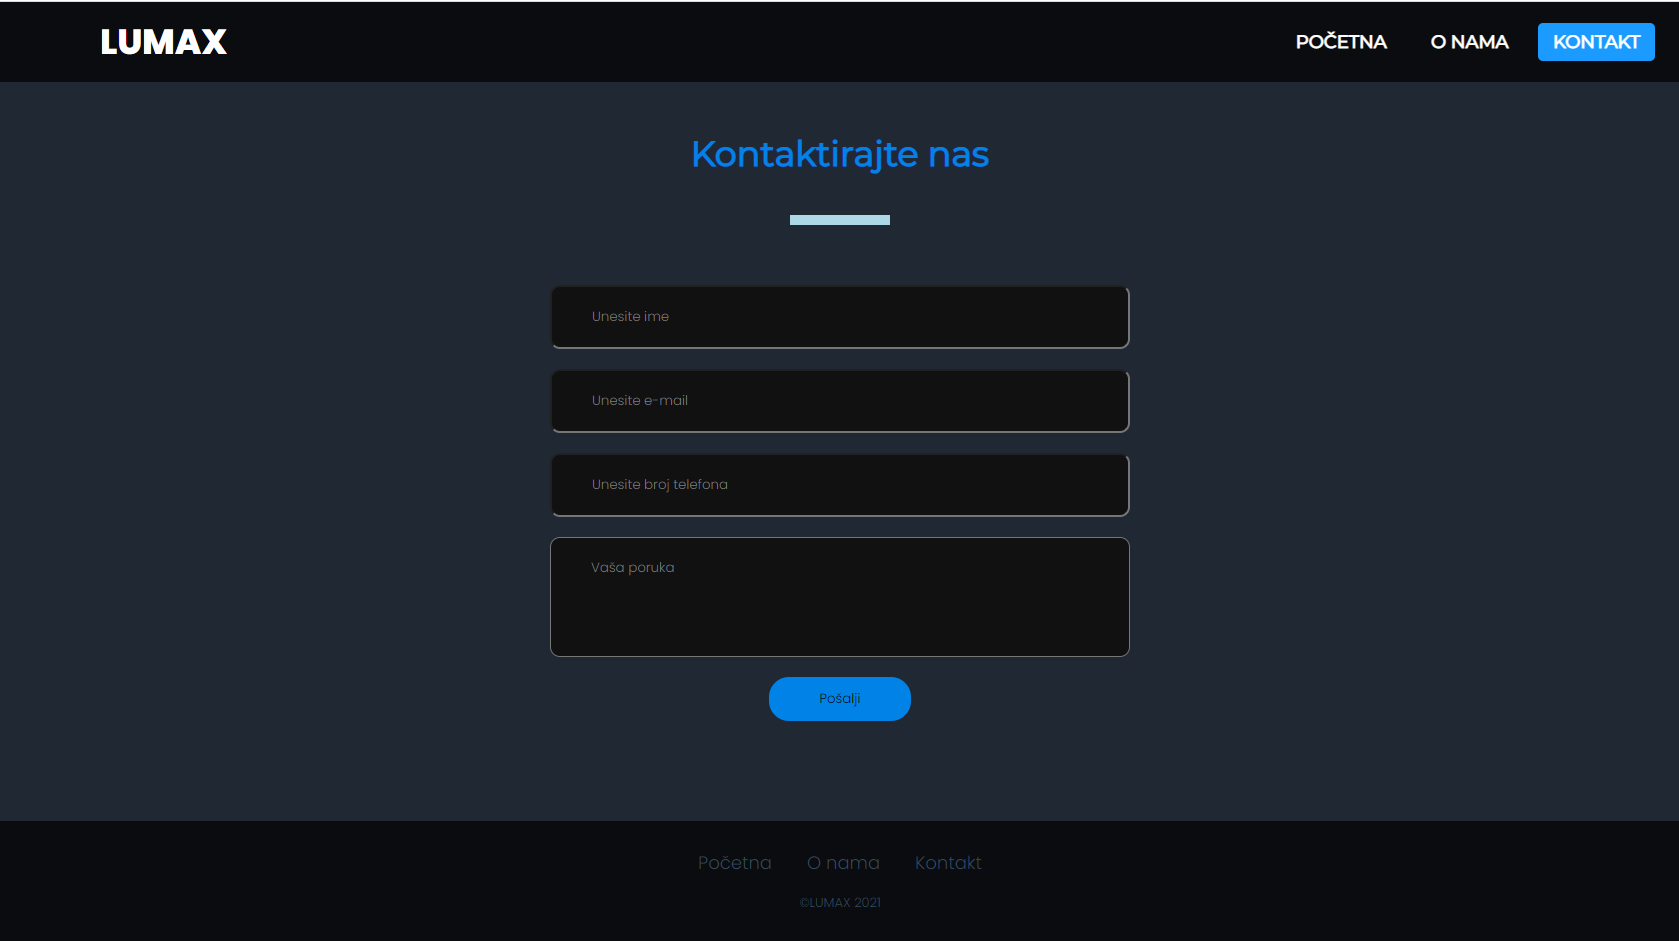 LUMAX
POČETNA O NAMA KONTAKT
Kontaktirajte nas
Unesite ime
Unesite e-mail
Unesite broj telefona
Vaša poruka
Pošalji
Početna O nama Kontakt
©LUMAX 2021